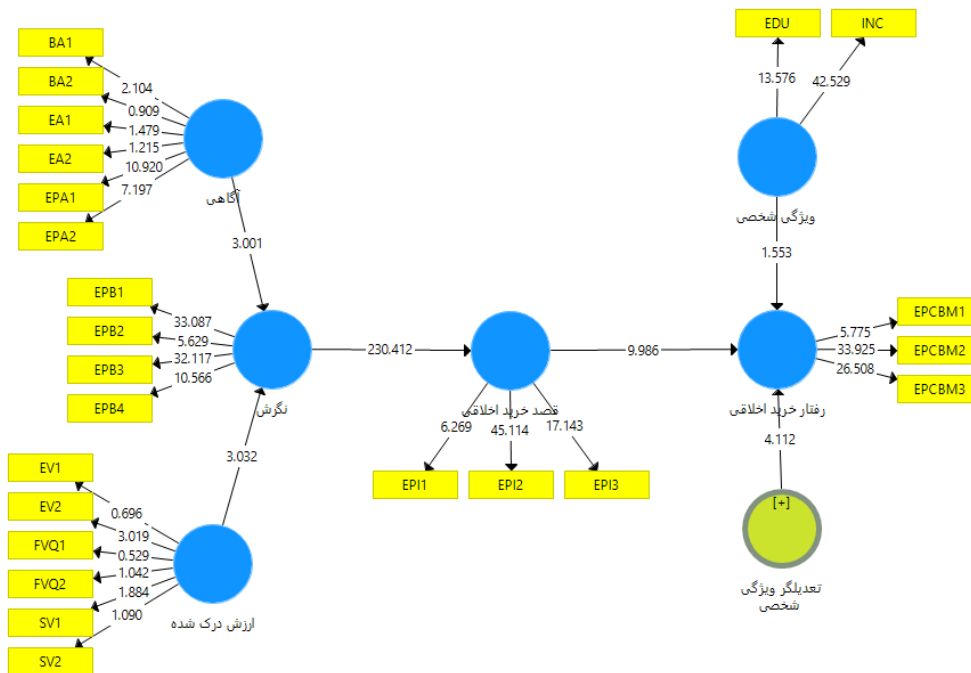 EDU
INC
BA1
BA2
EA1
EA2
EPA1
EPA2
2.104
0.909
1.479
1.215
10.920
7.197
آگاهی
13.576
42.529
ویژگی شخصی
3.001
1.553
EPB1
EPB2
EPB3
EPB4
33.087
5.629
32.117
10.566
نگرش
230.412
قصد خرید اخلاقی
9.986
رفتار خرید اخلاقی
5.775
33.925
26.508
EPCBM1
EPCBM2
EPCBM3
6.269
45.114
17.143
EPI1
EPI2
EPI3
3.032
4.112
EV1
EV2
FVQ1
FVQ2
SV1
SV2
0.696
3.019
0.529
1.042
1.884
1.090
ارزش درک شده
[+]
تعدیلگر ویژگی
شخصی